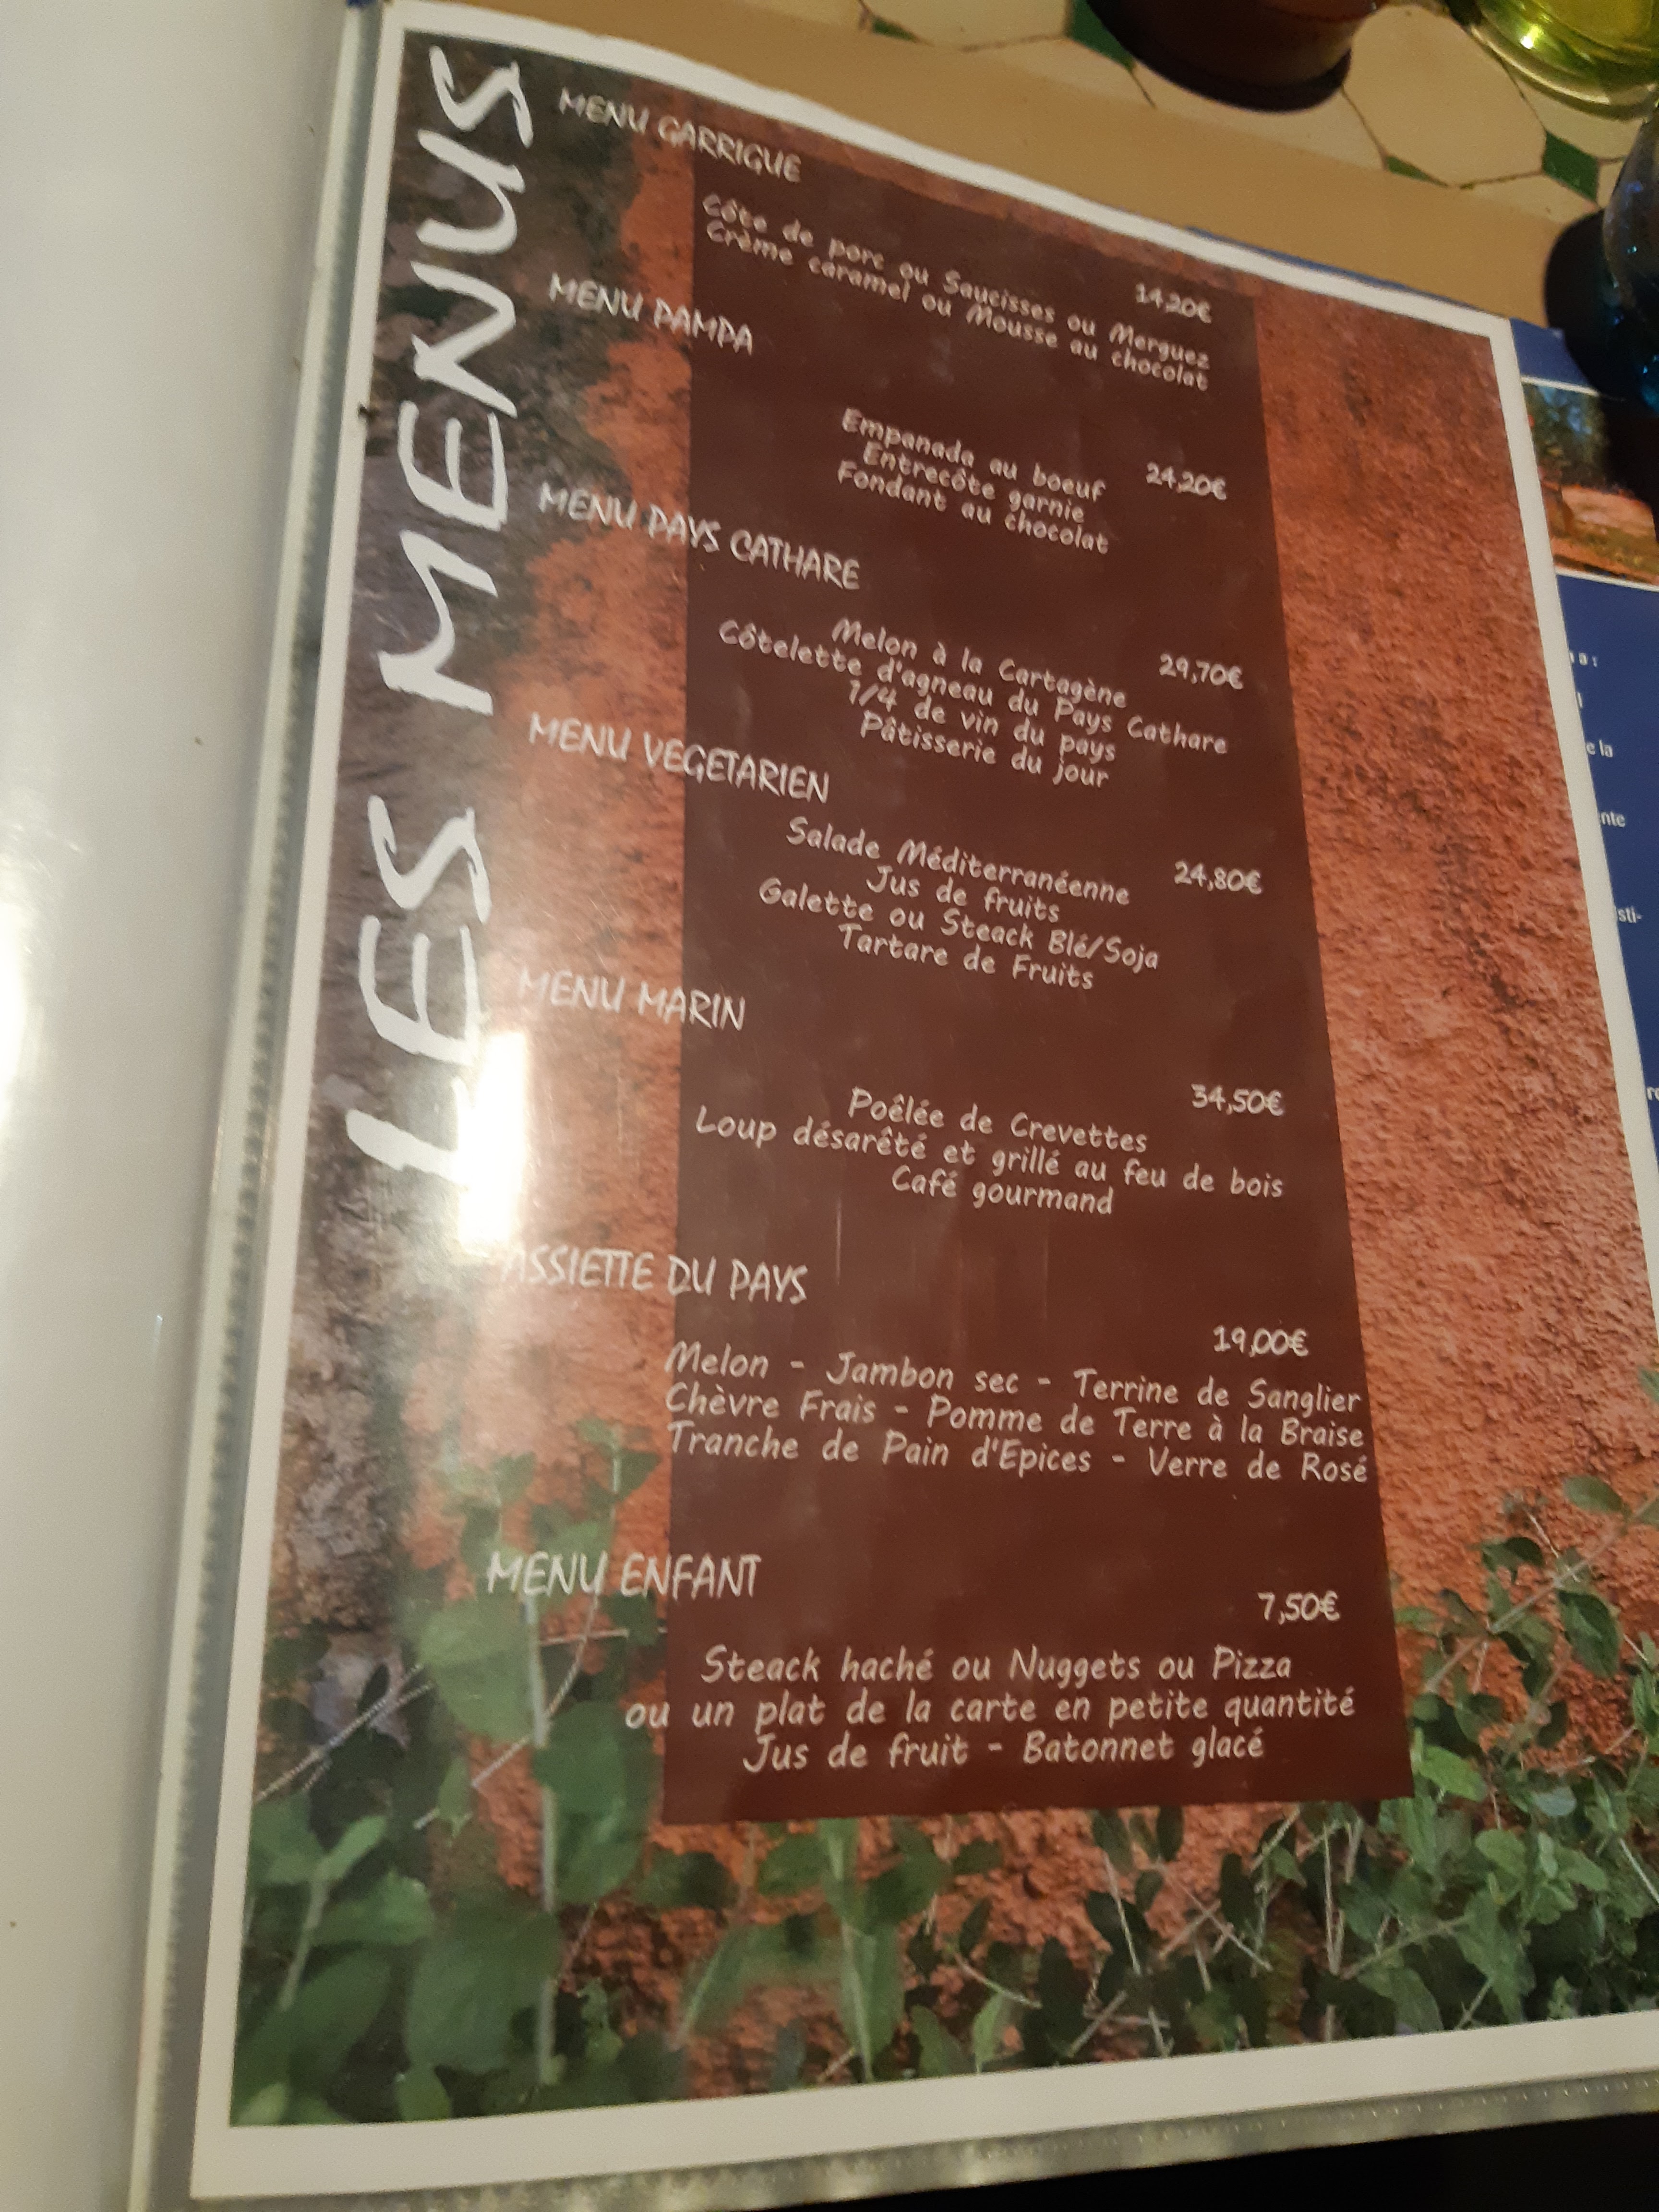 LES MENUS
MENU GARRIGUE
14,20€
Côte de porc ou Saucisses ou Merguez
Crème caramel ou Mousse au chocolat
MENU PAMPA
24,20€
Empanada au boeuf
Entrecôte garnie
Fondant au chocolat
MENU PAYS CATHARE
29,70€
Melon à la Cartagène
Côtelette d'agneau du Pays Cathare
1/4 de vin du pays
Pâtisserie du jour
MENU VEGETARIEN
24,80€
Salade Méditerranéenne
Jus de fruits
Galette ou Steack Blé/Soja
Tartare de Fruits
MENU MARIN
34,50€
Poêlée de Crevettes
Loup désarêté et grillé au feu de bois
Café gourmand
ASSIETTE DU PAYS
19,00€
Melon - Jambon sec - Terrine de Sanglier
Chèvre Frais - Pomme de Terre à la Braise
Tranche de Pain d'Epices - Verre de Rosé
MENU ENFANT
7,50€
Steack haché ou Nuggets ou Pizza
ou un plat de la carte en petite quantité
Jus de fruit - Batonnet glacé